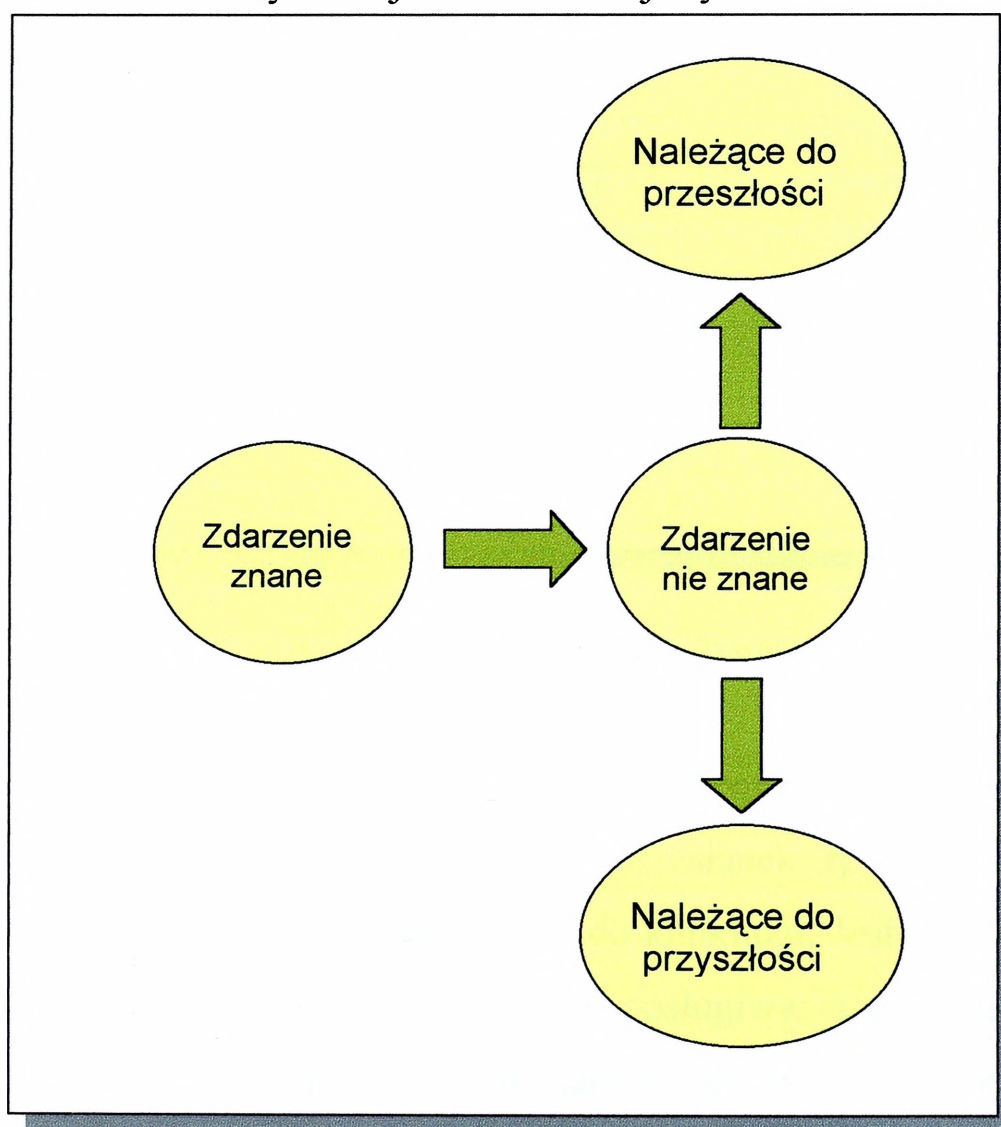 Należące do
przeszłości
Zdarzenie
znane
Zdarzenie
nie znane
Należące do
przyszłości